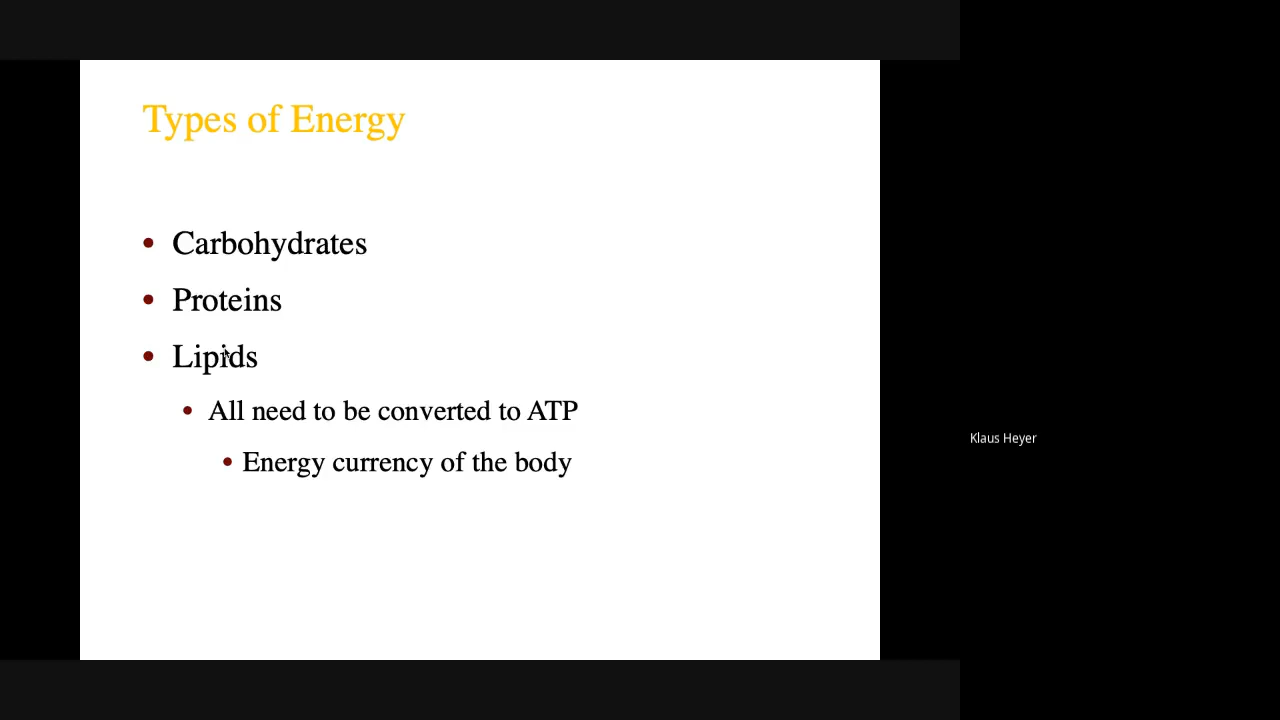 Types of Energy
• Carbohydrates
• Proteins
• Lipids
• All need to be converted to ATP
• Energy currency of the body
Klaus Heyer